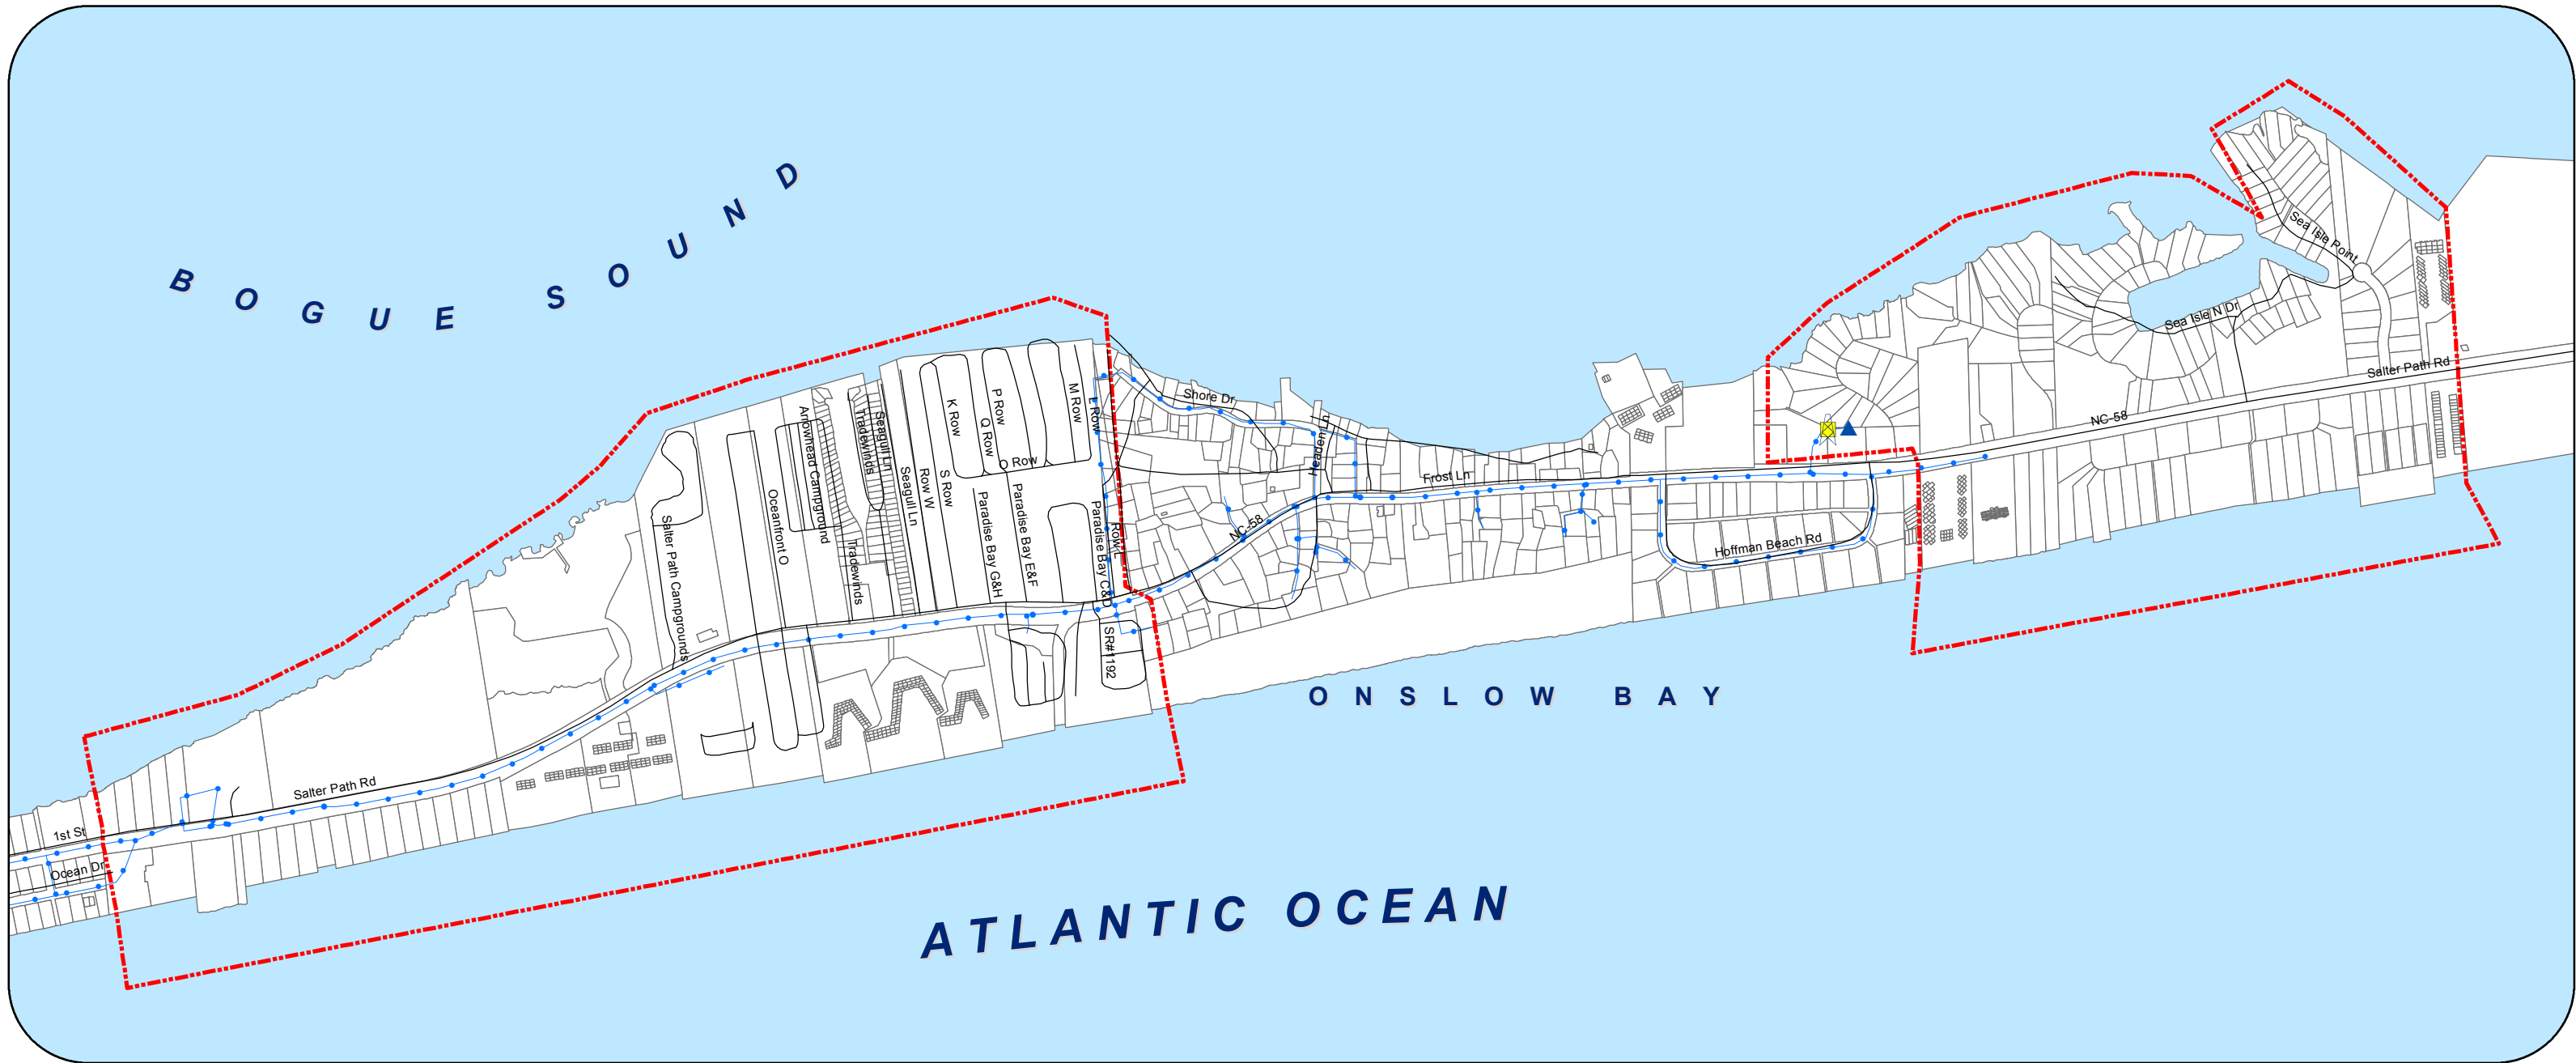 BOGUE SOUND
Sea Isle Point
Sea Isle N Dr
Salter Path Rd
NC-58
Shore Dr
Headen Ln
Frost Ln
NC-58
Hoffman Beach Rd
L Row
M Row
P Row
Q Row
K Row
O Row
Seagull Ln
Tradewinds
Arrowhead Campground
Seagull Ln
Row W
S Row
Paradise Bay G&H
Paradise Bay E&F
Paradise Bay C&D
Row L
Oceanfront O
Tradewinds
Salter Path Campgrounds
SR#1192
ONSLOW BAY
Salter Path Rd
1st St
Ocean Dr
ATLANTIC OCEAN